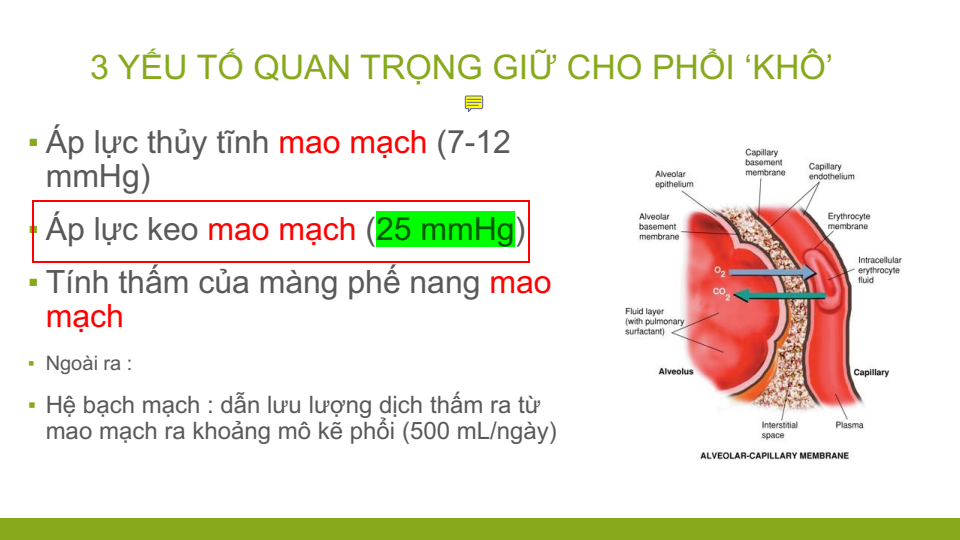 3 YẾU TỐ QUAN TRỌNG GIỮ CHO PHỔI ‘KHÔ’
▪ Áp lực thủy tĩnh mao mạch (7-12
mmHg)
▪ Áp lực keo mao mạch (25 mmHg)
▪ Tính thấm của màng phế nang mao
mạch
▪ Ngoài ra :
▪ Hệ bạch mạch : dẫn lưu lượng dịch thấm ra từ
mao mạch ra khoảng mô kẽ phổi (500 mL/ngày)
Capillary
basement
membrane
Capillary
endothelium
Alveolar
epithelium
Alveolar
basement
membrane
Erythrocyte
membrane
Intracellular
erythrocyte
fluid
O2
CO2
Fluid layer
(with pulmonary
surfactant)
Alveolus
Capillary
Interstitial
space
Plasma
ALVEOLAR-CAPILLARY MEMBRANE